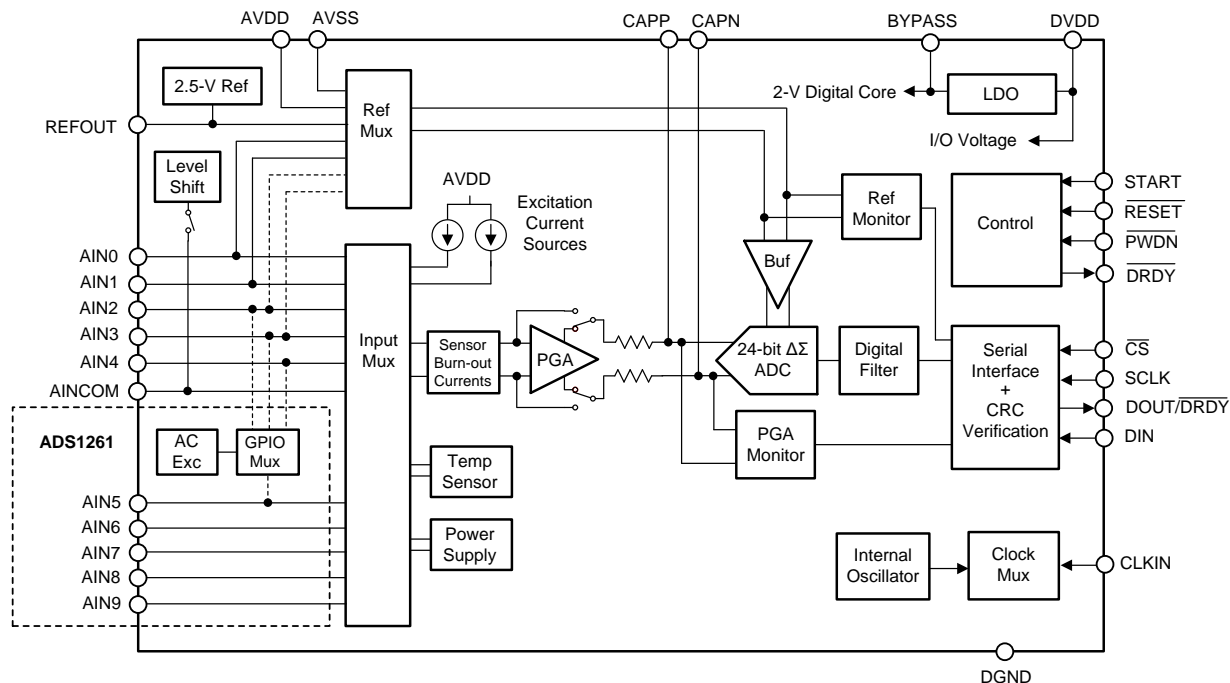 AVDD
AVSS
CAPP
CAPN
BYPASS
DVDD
2.5-V Ref
Ref
Mux
2-V Digital Core
LDO
REFOUT
I/O Voltage
Level
Shift
AVDD
Excitation
Current
Sources
Ref
Monitor
Control
START
RESET
PWDN
DRDY
AIN0
AIN1
AIN2
AIN3
AIN4
AINCOM
Buf
Input
Mux
Sensor
Burn-out
Currents
PGA
24-bit ΔΣ
ADC
Digital
Filter
Serial
Interface
+
CRC
Verification
CS
SCLK
DOUT/DRDY
DIN
ADS1261
AC
Exc
GPIO
Mux
PGA
Monitor
Temp
Sensor
AIN5
AIN6
AIN7
AIN8
AIN9
Power
Supply
Internal
Oscillator
Clock
Mux
CLKIN
DGND